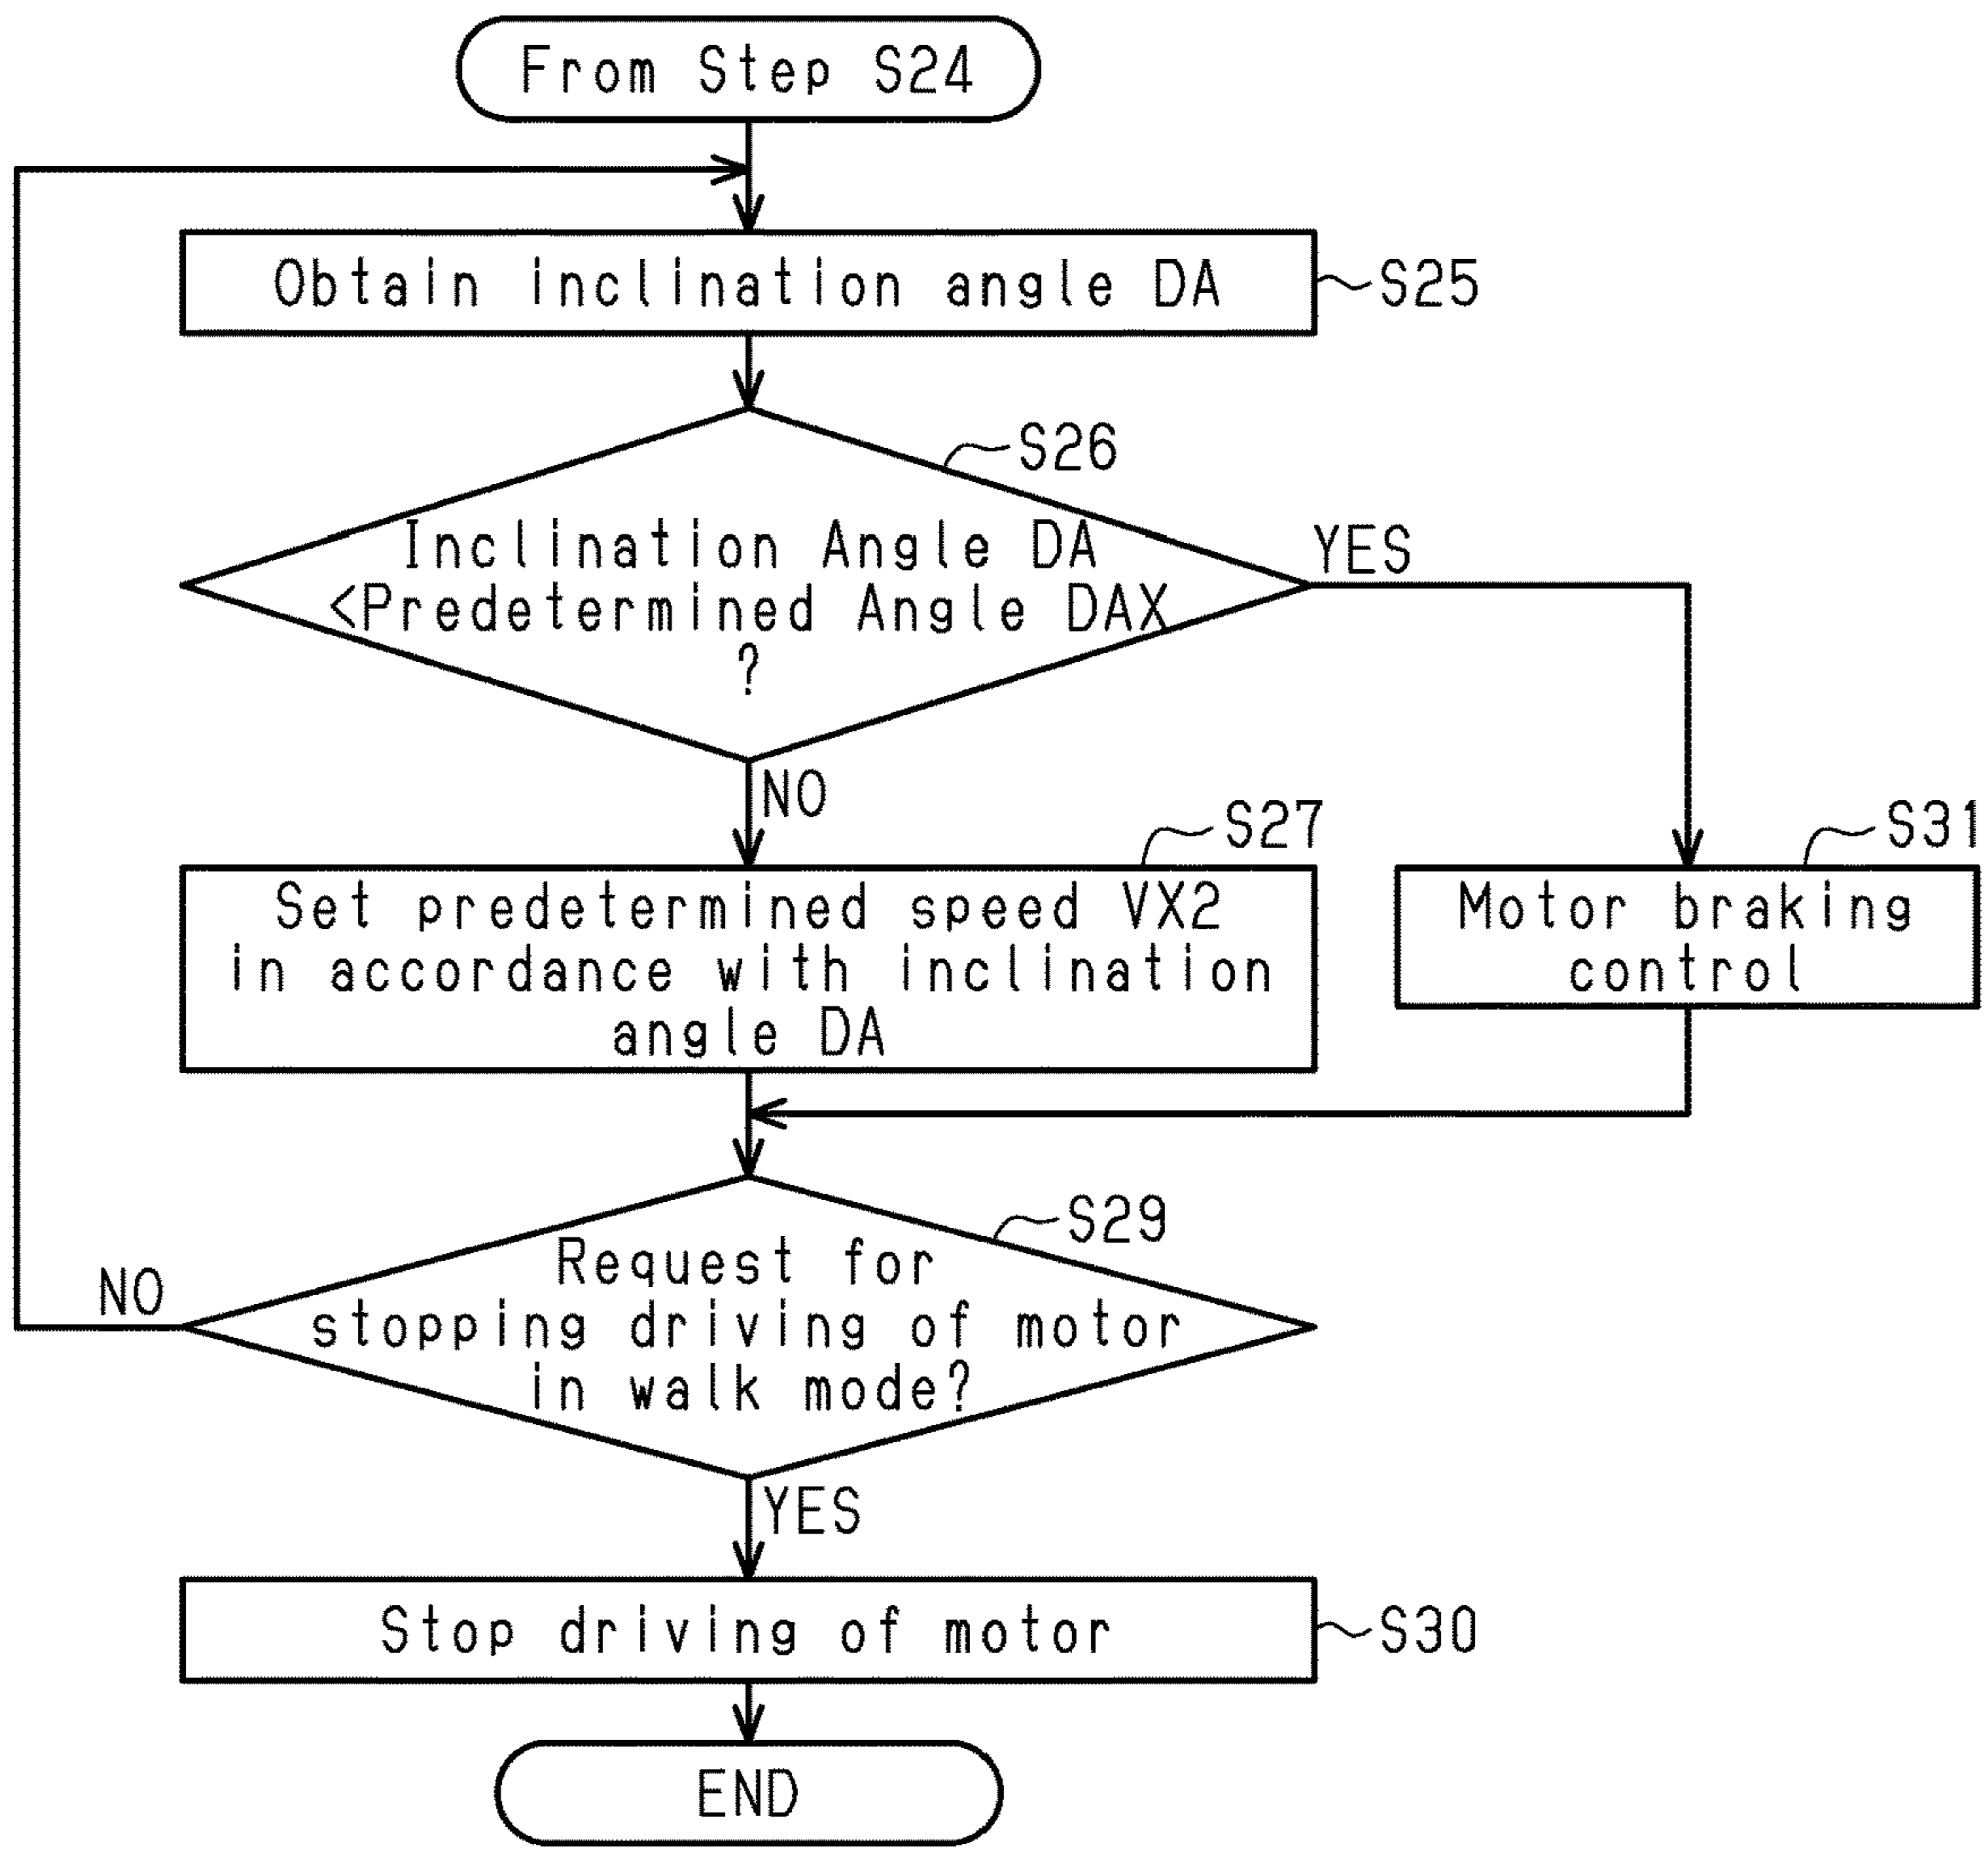 From Step S24
Obtain inclination angle DA
S25
S26
Inclination Angle DA
<Predetermined Angle DAX
?
YES
NO
S27
Set predetermined speed VX2
in accordance with inclination
angle DA
S31
Motor braking
control
S29
Request for
stopping driving of motor
in walk mode?
NO
YES
Stop driving of motor
S30
END